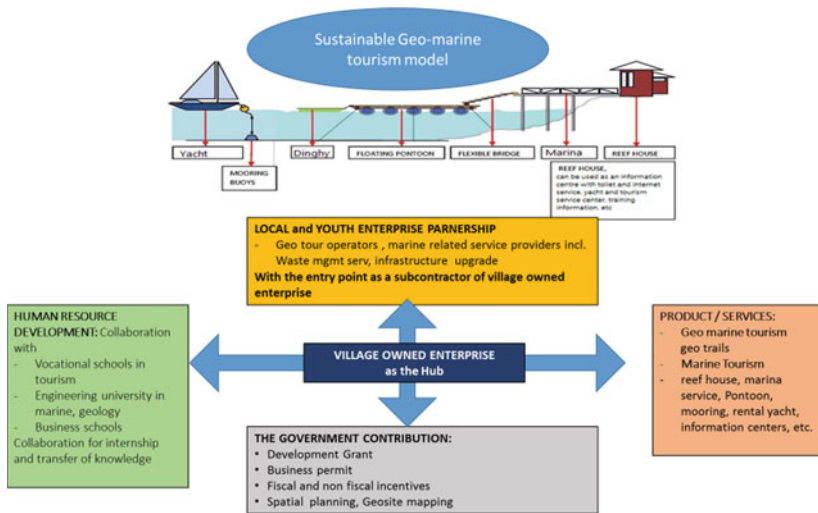 Sustainable Geo-marine
tourism model
Yacht
MOORING
BUOYS
Dinghy
FLOATING PONTOON
FLEXIBLE BRIDGE
Marina
REEF HOUSE
REEF HOUSE,
can be used as an information
centre with toilet and internet
service, yacht and tourism
service center, training
information, etc
LOCAL and YOUTH ENTERPRISE PARNERSHIP
- Geo tour operators , marine related service providers incl.
Waste mgmt serv, infrastructure upgrade
With the entry point as a subcontractor of village owned
enterprise
HUMAN RESOURCE
DEVELOPMENT: Collaboration
with
- Vocational schools in
tourism
- Engineering university in
marine, geology
- Business schools
Collaboration for internship
and transfer of knowledge
VILLAGE OWNED ENTERPRISE
as the Hub
PRODUCT / SERVICES:
- Geo marine tourism
geo trails
- Marine Tourism
- reef house, marina
service, Pontoon,
mooring, rental yacht,
information centers, etc.
THE GOVERNMENT CONTRIBUTION:
• Development Grant
• Business permit
• Fiscal and non fiscal incentives
• Spatial planning, Geosite mapping